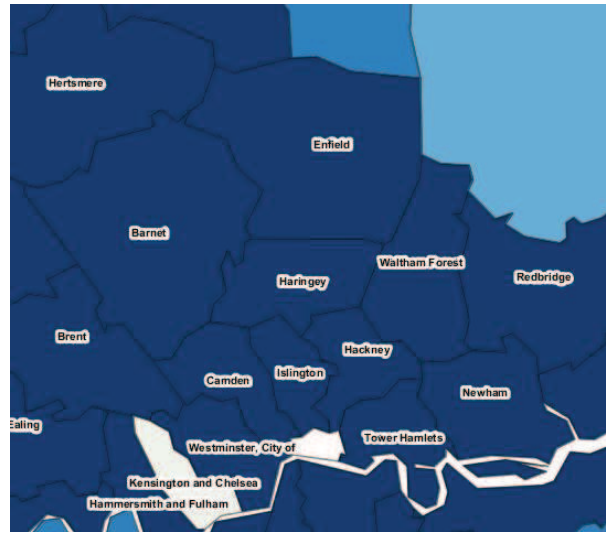 Hertsmere
Enfield
Barnet
Waltham Forest
Haringey
Redbridge
Brent
Hackney
Camden
Islington
Newham
Ealing
Westminster, City of
Tower Hamlets
Kensington and Chelsea
Hammersmith and Fulham